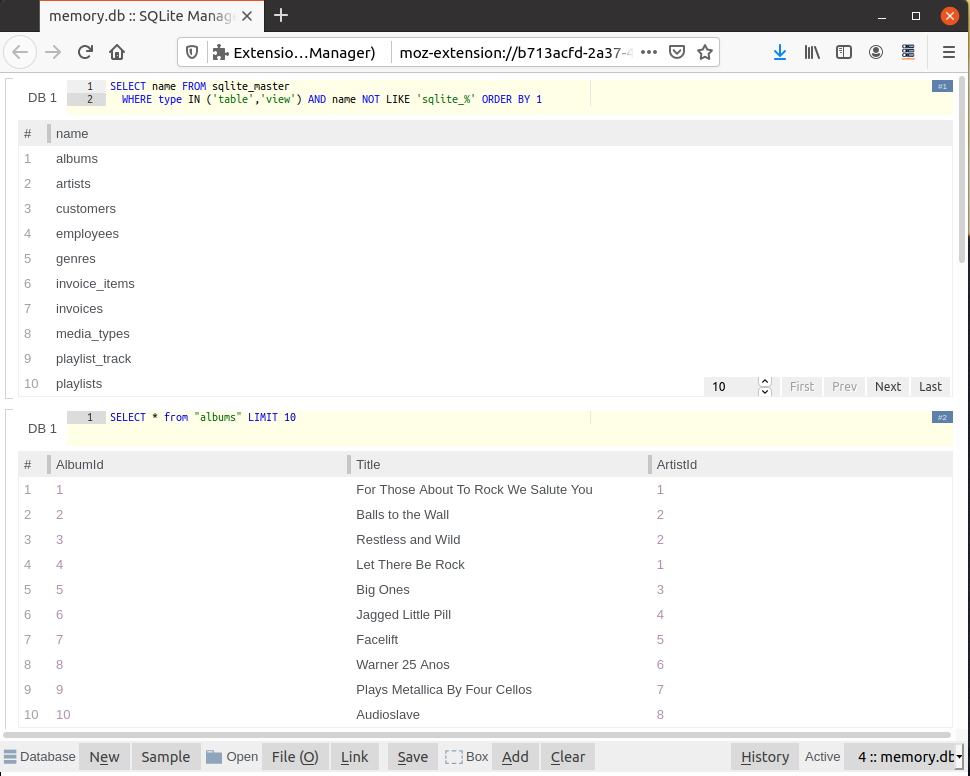 memory.db :: SQLite Manag
Extensio...Manager) moz-extension://b713acfd-2a37-4
DB 1
1 SELECT name FROM sqlite_master
2 WHERE type IN ('table','view') AND name NOT LIKE 'sqlite_%' ORDER BY 1
#1
# name
1 albums
2 artists
3 customers
4 employees
5 genres
6 invoice_items
7 invoices
8 media_types
9 playlist_track
10 playlists
10 First Prev Next Last
DB 1
1 SELECT * from "albums" LIMIT 10
#2
# AlbumId Title ArtistId
1 1 For Those About To Rock We Salute You 1
2 2 Balls to the Wall 2
3 3 Restless and Wild 2
4 4 Let There Be Rock 1
5 5 Big Ones 3
6 6 Jagged Little Pill 4
7 7 Facelift 5
8 8 Warner 25 Anos 6
9 9 Plays Metallica By Four Cellos 7
10 10 Audioslave 8
Database New Sample Open File (O) Link Save Box Add Clear History Active 4 :: memory.db